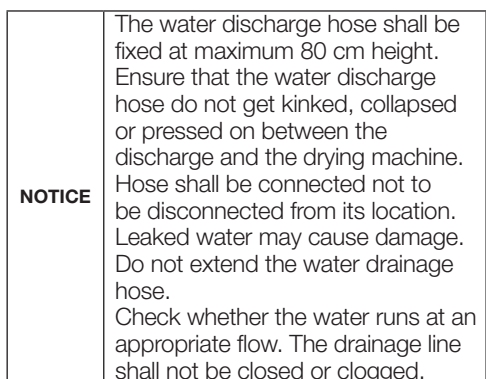 The water discharge hose shall be
fixed at maximum 80 cm height.
Ensure that the water discharge
hose do not get kinked, collapsed
or pressed on between the
discharge and the drying machine.
NOTICE
Hose shall be connected not to
be disconnected from its location.
Leaked water may cause damage.
Do not extend the water drainage
hose.
Check whether the water runs at an
appropriate flow. The drainage line
shall not be closed or clogged.